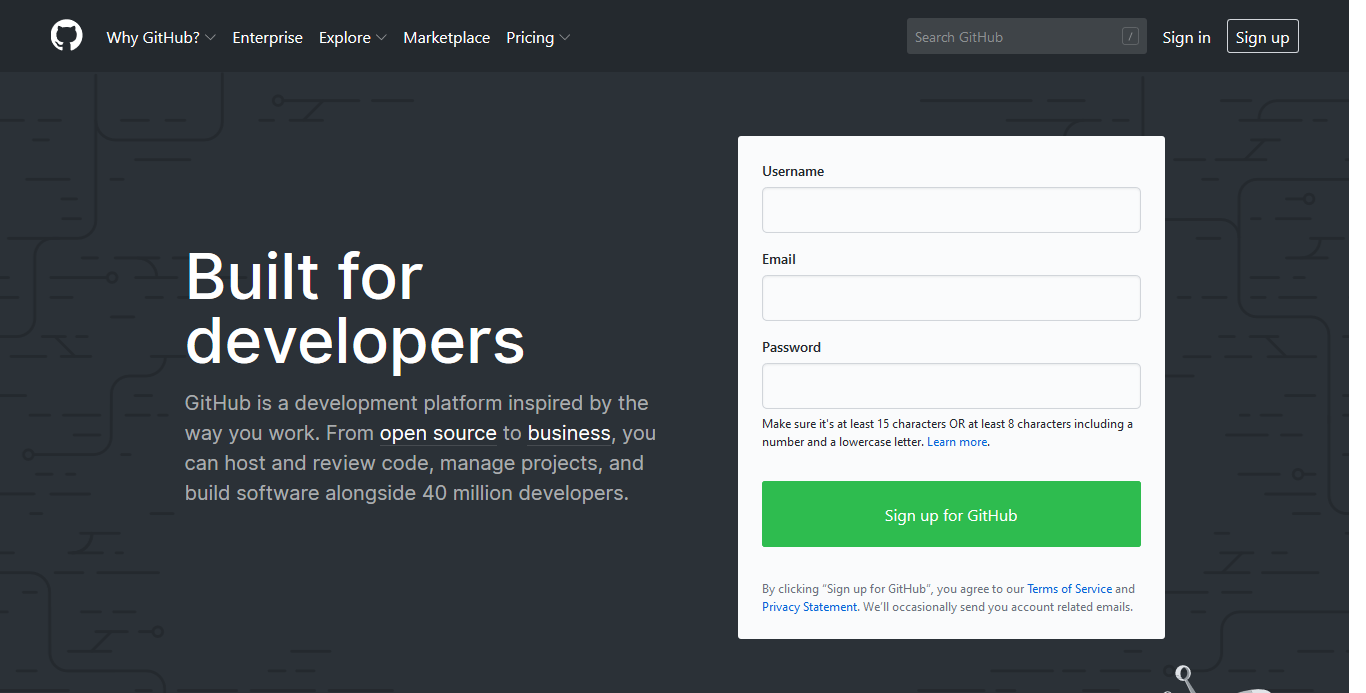 Why GitHub? Enterprise Explore Marketplace Pricing Search GitHub / Sign in Sign up
Built for
developers
GitHub is a development platform inspired by the
way you work. From open source to business, you
can host and review code, manage projects, and
build software alongside 40 million developers.
Username
Email
Password
Make sure it's at least 15 characters OR at least 8 characters including a
number and a lowercase letter. Learn more.
Sign up for GitHub
By clicking “Sign up for GitHub”, you agree to our Terms of Service and
Privacy Statement. We’ll occasionally send you account related emails.